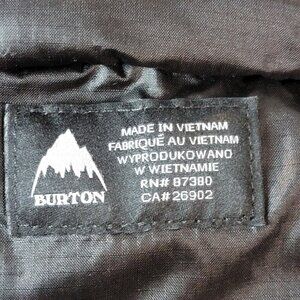 BURTON
MADE IN VIETNAM
FABRIQUÉ AU VIETNAM
WYPRODUKOWANO
W WIETNAMIE
RN# 87380
CA# 26902